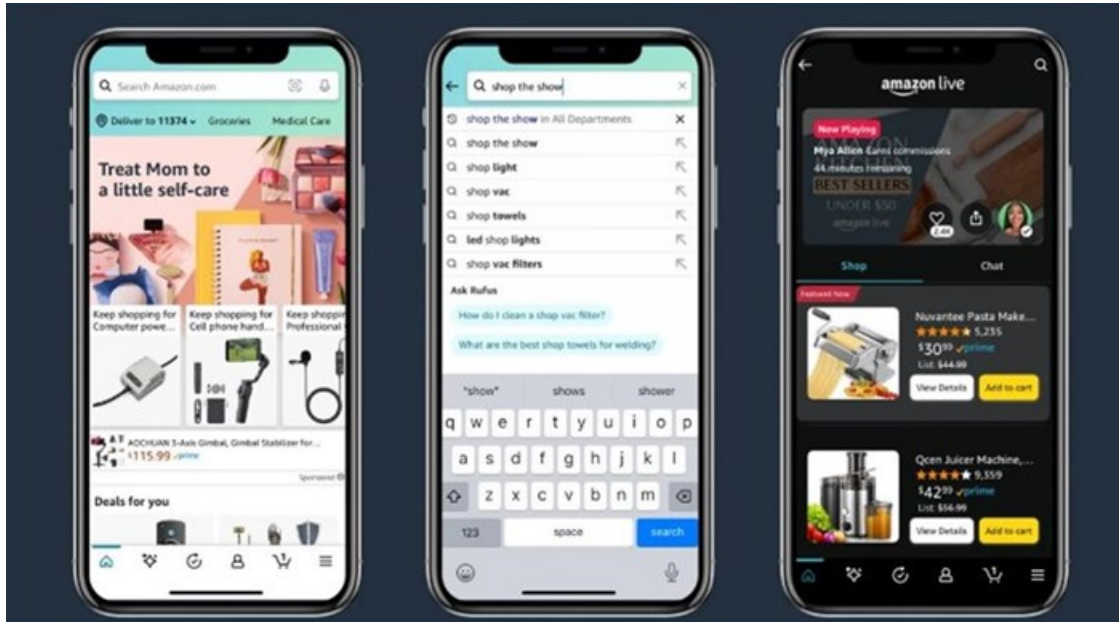 Search Amazon.com
Deliver to 11374
Groceries
Medical Care
Treat Mom to
a little self-care
Keep shopping for
Computer powe...
Keep shopping for
Cell phone hand...
Keep shoppin
Professional
AOCHUAN 3-Axis Gimbal, Gimbal Stabilizer for...
$115.99 prime
Sponsored
Deals for you
shop the show
shop the show in All Departments
shop the show
shop light
shop vac
shop towels
led shop lights
shop vac filters
Ask Rufus
How do I clean a shop vac filter?
What are the best shop towels for welding?
"show" shows shower
q w e r t y u i o p
a s d f g h j k l
z x c v b n m
123 space search
amazon live
Now Playing
Mya Allen Earns commissions
44 minutes remaining
AMAZON
KITCHEN
BEST SELLERS
UNDER $50
amazon live
2.4K
Shop Chat
Featured Now
Nuvantee Pasta Make...
5,235
$30.99 prime
List: $44.99
View Details Add to cart
Qcen Juicer Machine,...
9,359
$42.99 prime
List: $56.99
View Details Add to cart